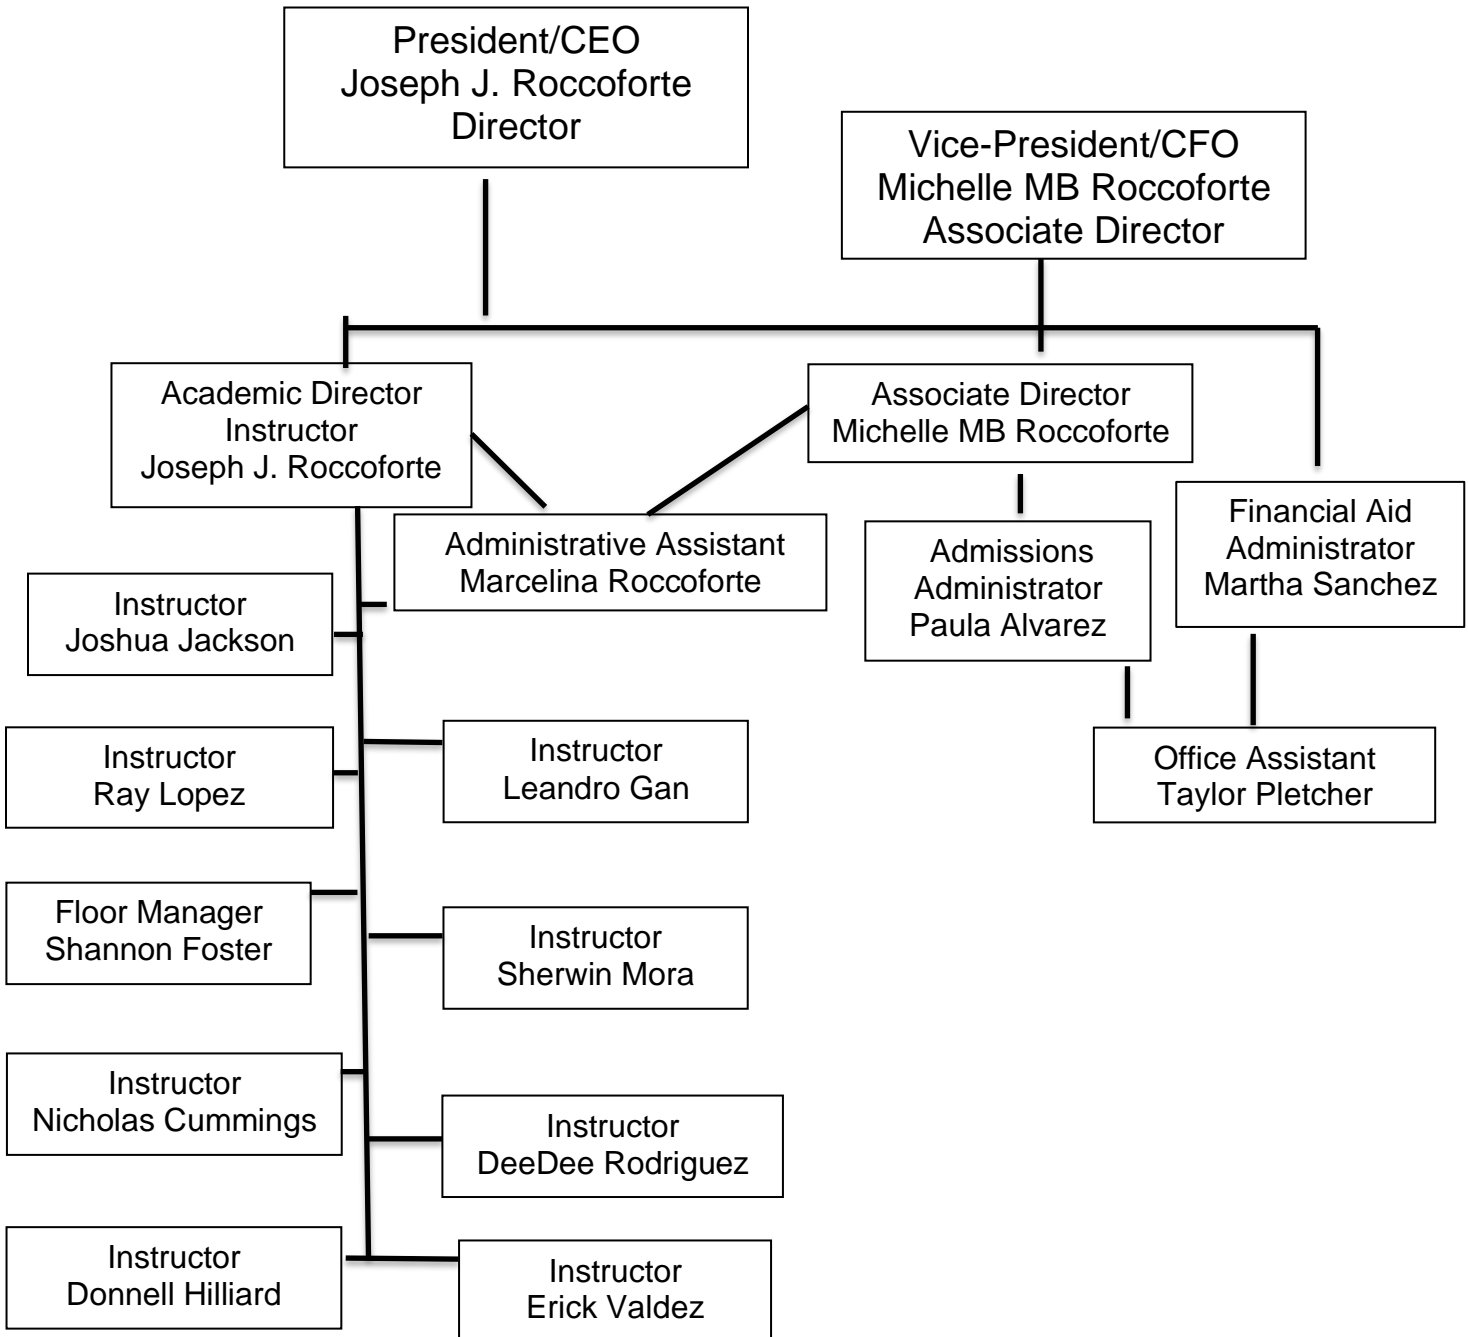 President/CEO
Joseph J. Roccoforte
Director
Vice-President/CFO
Michelle MB Roccoforte
Associate Director
Academic Director
Instructor
Joseph J. Roccoforte
Associate Director
Michelle MB Roccoforte
Administrative Assistant
Marcelina Roccoforte
Admissions
Administrator
Paula Alvarez
Financial Aid
Administrator
Martha Sanchez
Instructor
Joshua Jackson
Instructor
Ray Lopez
Instructor
Leandro Gan
Office Assistant
Taylor Pletcher
Floor Manager
Shannon Foster
Instructor
Sherwin Mora
Instructor
Nicholas Cummings
Instructor
DeeDee Rodriguez
Instructor
Donnell Hilliard
Instructor
Erick Valdez